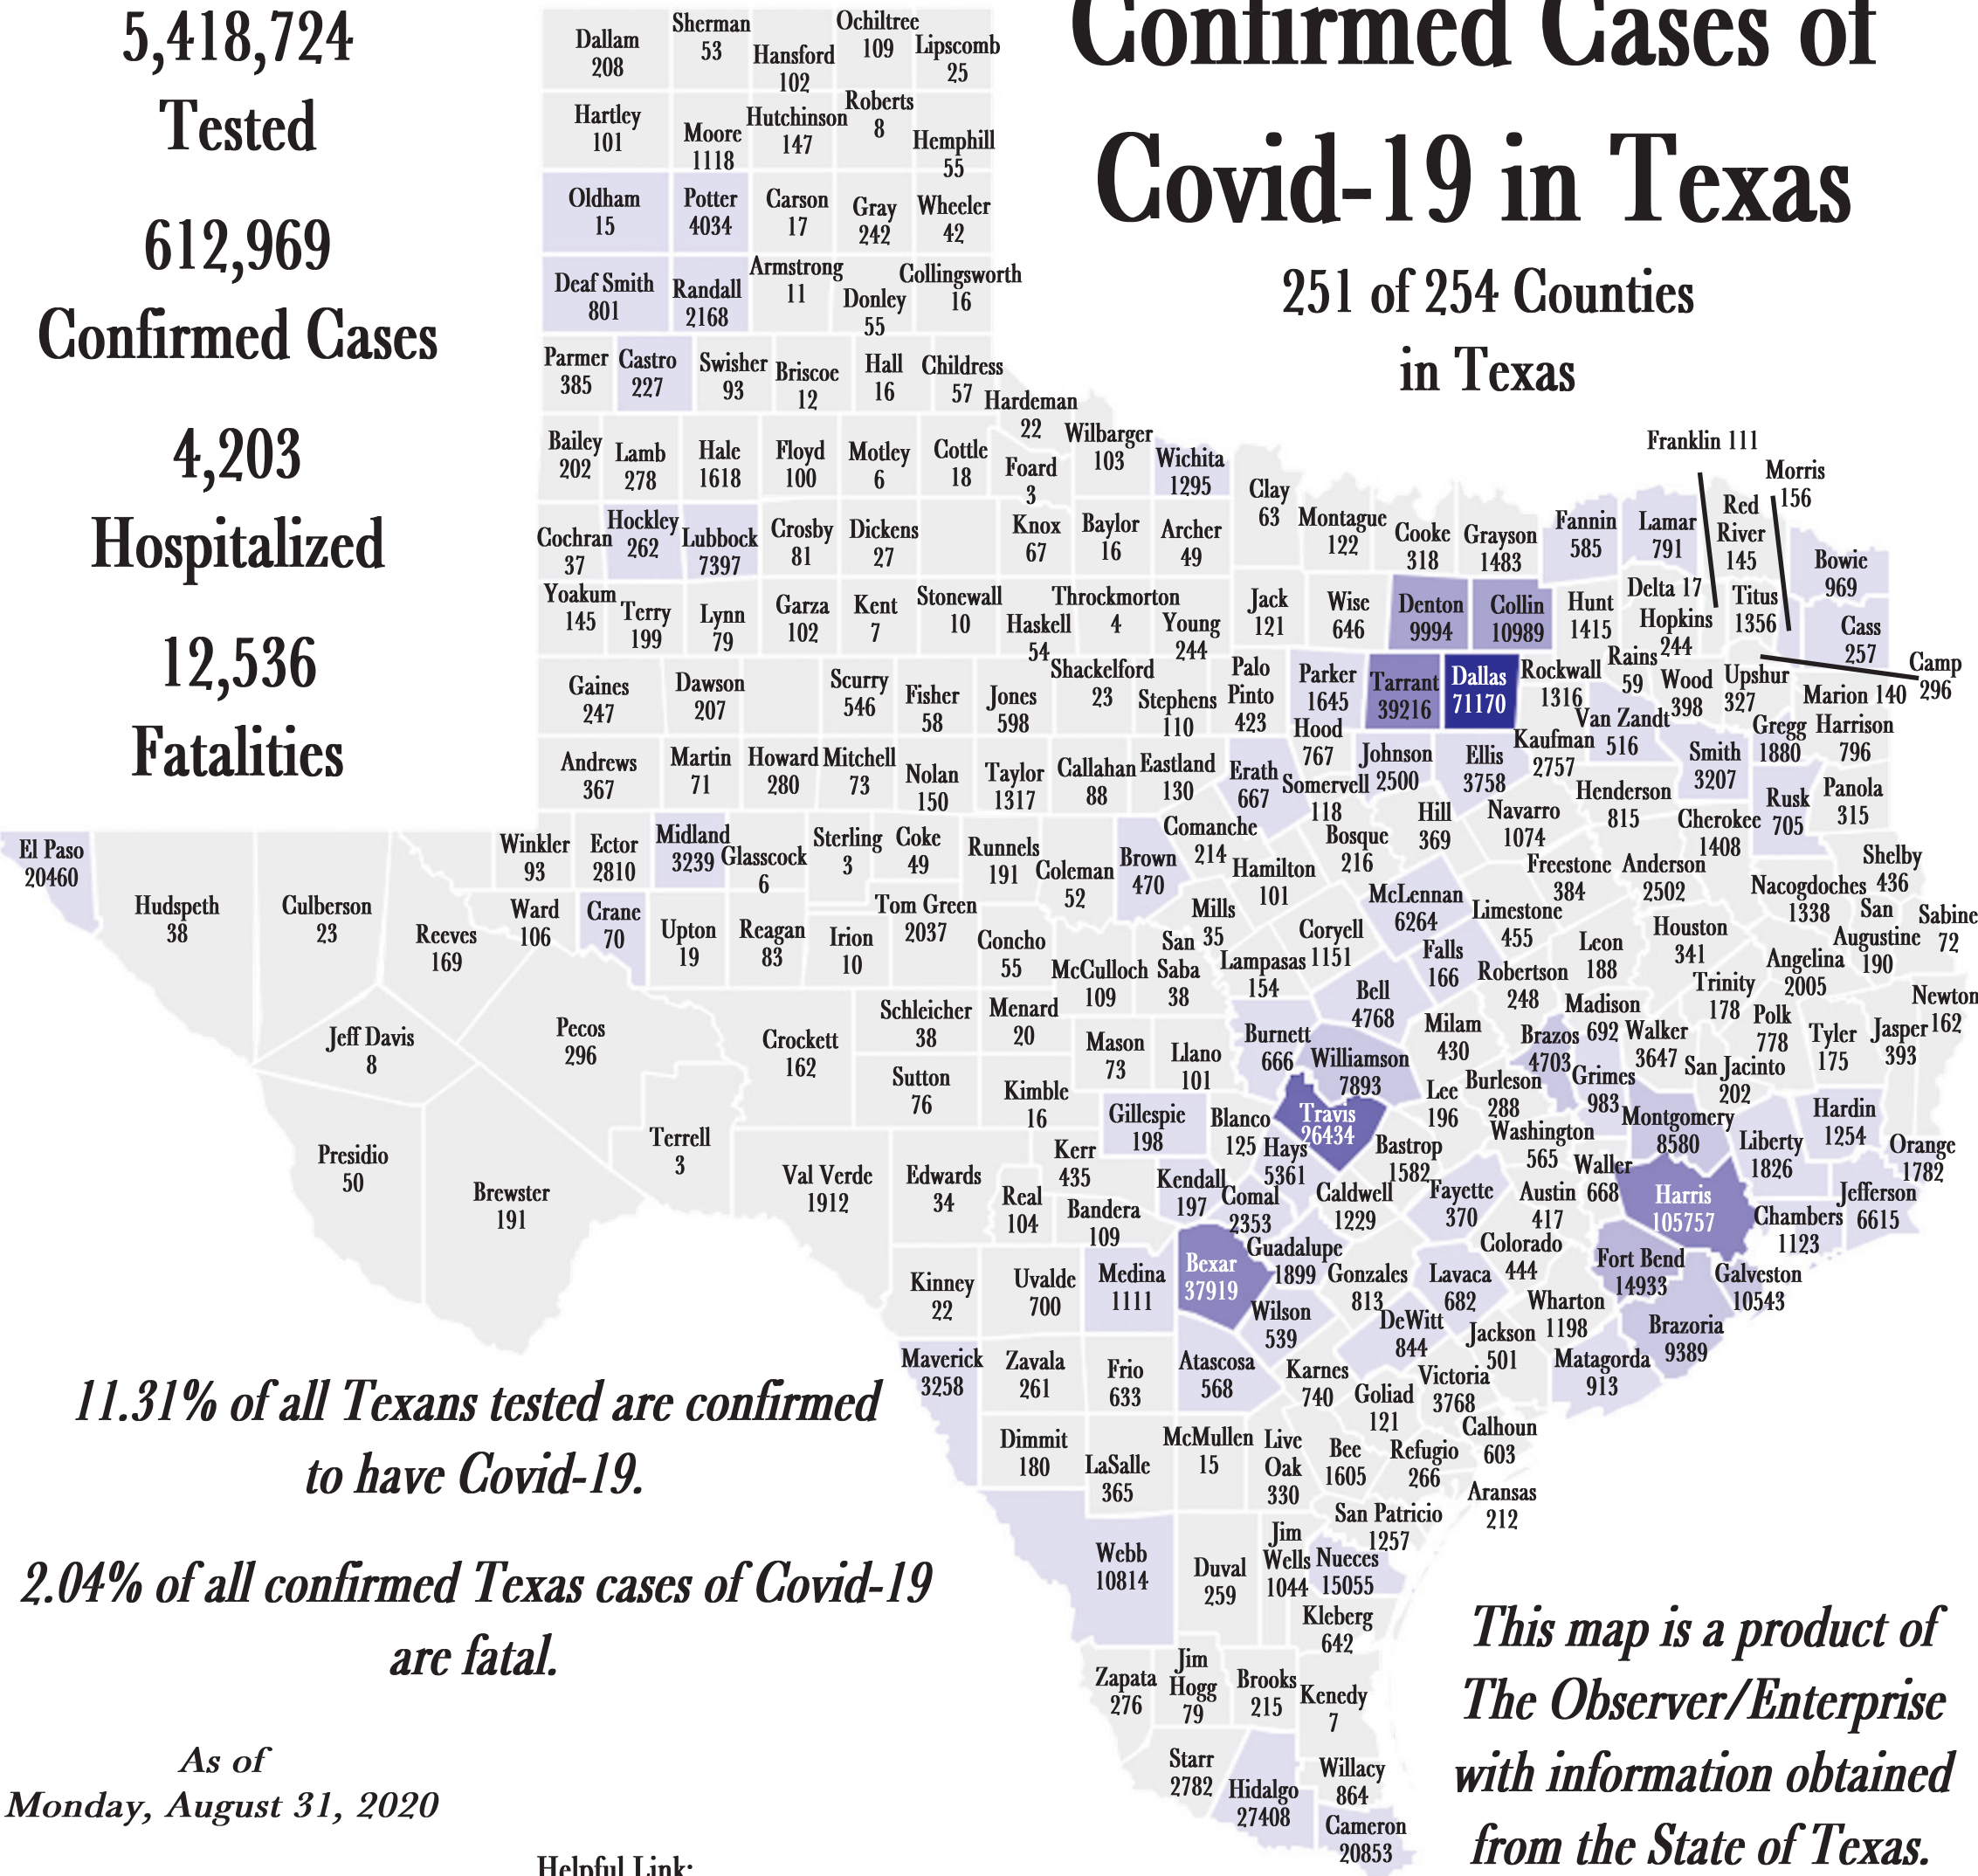 5,418,724
Tested
612,969
Confirmed Cases
4,203
Hospitalized
12,536
Fatalities
Confirmed Cases of
Covid-19 in Texas
251 of 254 Counties
in Texas
Dallam
208
Sherman
53
Hansford
102
Ochiltree
109
Lipscomb
25
Hartley
101
Moore
1118
Hutchinson
147
Roberts
8
Hemphill
55
Oldham
15
Potter
4034
Carson
17
Gray
242
Wheeler
42
Deaf Smith
801
Randall
2168
Armstrong
11
Donley
55
Collingsworth
16
Parmer
385
Castro
227
Swisher
93
Briscoe
12
Hall
16
Childress
57
Hardeman
22
Bailey
202
Lamb
278
Hale
1618
Floyd
100
Motley
6
Cottle
18
Foard
3
Wilbarger
103
Wichita
1295
Clay
63
Montague
122
Cooke
318
Grayson
1483
Fannin
585
Lamar
791
Franklin 111
Red
River
145
Morris
156
Bowie
969
Cochran
37
Hockley
262
Lubbock
7397
Crosby
81
Dickens
27
Knox
67
Baylor
16
Archer
49
Yoakum
145
Terry
199
Lynn
79
Garza
102
Kent
7
Stonewall
10
Haskell
54
Throckmorton
4
Young
244
Jack
121
Wise
646
Denton
9994
Collin
10989
Hunt
1415
Delta 17
Hopkins
244
Titus
1356
Cass
257
Camp
296
Gaines
247
Dawson
207
Scurry
546
Fisher
58
Jones
598
Shackelford
23
Stephens
110
Palo
Pinto
423
Parker
1645
Tarrant
39216
Dallas
71170
Rockwall
1316
Rains
59
Wood
398
Upshur
327
Marion 140
Hood
767
Van Zandt
516
Gregg
1880
Harrison
796
Andrews
367
Martin
71
Howard
280
Mitchell
73
Nolan
150
Taylor
1317
Callahan
88
Eastland
130
Erath
667
Somervell
118
Johnson
2500
Ellis
3758
Kaufman
2757
Smith
3207
Henderson
815
Rusk
705
Panola
315
El Paso
20460
Hudspeth
38
Culberson
23
Reeves
169
Winkler
93
Ector
2810
Midland
3239
Glasscock
6
Sterling
3
Coke
49
Runnels
191
Coleman
52
Brown
470
Comanche
214
Hamilton
101
Bosque
216
Hill
369
Navarro
1074
Cherokee
1408
Freestone
384
Anderson
2502
Shelby
436
Ward
106
Crane
70
Upton
19
Reagan
83
Irion
10
Tom Green
2037
Concho
55
McCulloch
109
San
Saba
38
Mills
35
Lampasas
154
Coryell
1151
McLennan
6264
Limestone
455
Falls
166
Leon
188
Houston
341
Nacogdoches
1338
San
Augustine
190
Sabine
72
Angelina
2005
Trinity
178
Robertson
248
Madison
692
Walker
3647
Polk
778
Tyler
175
Jasper
393
Newton
162
Jeff Davis
8
Pecos
296
Crockett
162
Schleicher
38
Menard
20
Mason
73
Llano
101
Burnett
666
Bell
4768
Williamson
7893
Milam
430
Brazos
4703
Grimes
983
San Jacinto
202
Sutton
76
Kimble
16
Gillespie
198
Blanco
125
Travis
26434
Hays
5361
Lee
196
Burleson
288
Washington
565
Montgomery
8580
Liberty
1826
Hardin
1254
Orange
1782
Presidio
50
Brewster
191
Terrell
3
Val Verde
1912
Edwards
34
Real
104
Kerr
435
Bandera
109
Kendall
197
Comal
2353
Bastrop
1582
Caldwell
1229
Fayette
370
Austin
417
Waller
668
Harris
105757
Chambers
1123
Jefferson
6615
Kinney
22
Uvalde
700
Medina
1111
Bexar
37919
Guadalupe
1899
Gonzales
813
Lavaca
682
Colorado
444
Fort Bend
14933
Galveston
10543
Wilson
539
DeWitt
844
Wharton
1198
Jackson
501
Brazoria
9389
Matagorda
913
Maverick
3258
Zavala
261
Frio
633
Atascosa
568
Karnes
740
Goliad
121
Victoria
3768
Calhoun
603
Dimmit
180
LaSalle
365
McMullen
15
Live
Oak
330
Bee
1605
Refugio
266
Aransas
212
San Patricio
1257
Webb
10814
Duval
259
Jim
Wells
1044
Nueces
15055
Kleberg
642
Zapata
276
Jim
Hogg
79
Brooks
215
Kenedy
7
Starr
2782
Hidalgo
27408
Willacy
864
Cameron
20853
11.31% of all Texans tested are confirmed
to have Covid-19.
2.04% of all confirmed Texas cases of Covid-19
are fatal.
As of
Monday, August 31, 2020
This map is a product of
The Observer/Enterprise
with information obtained
from the State of Texas.
Helpful Link: